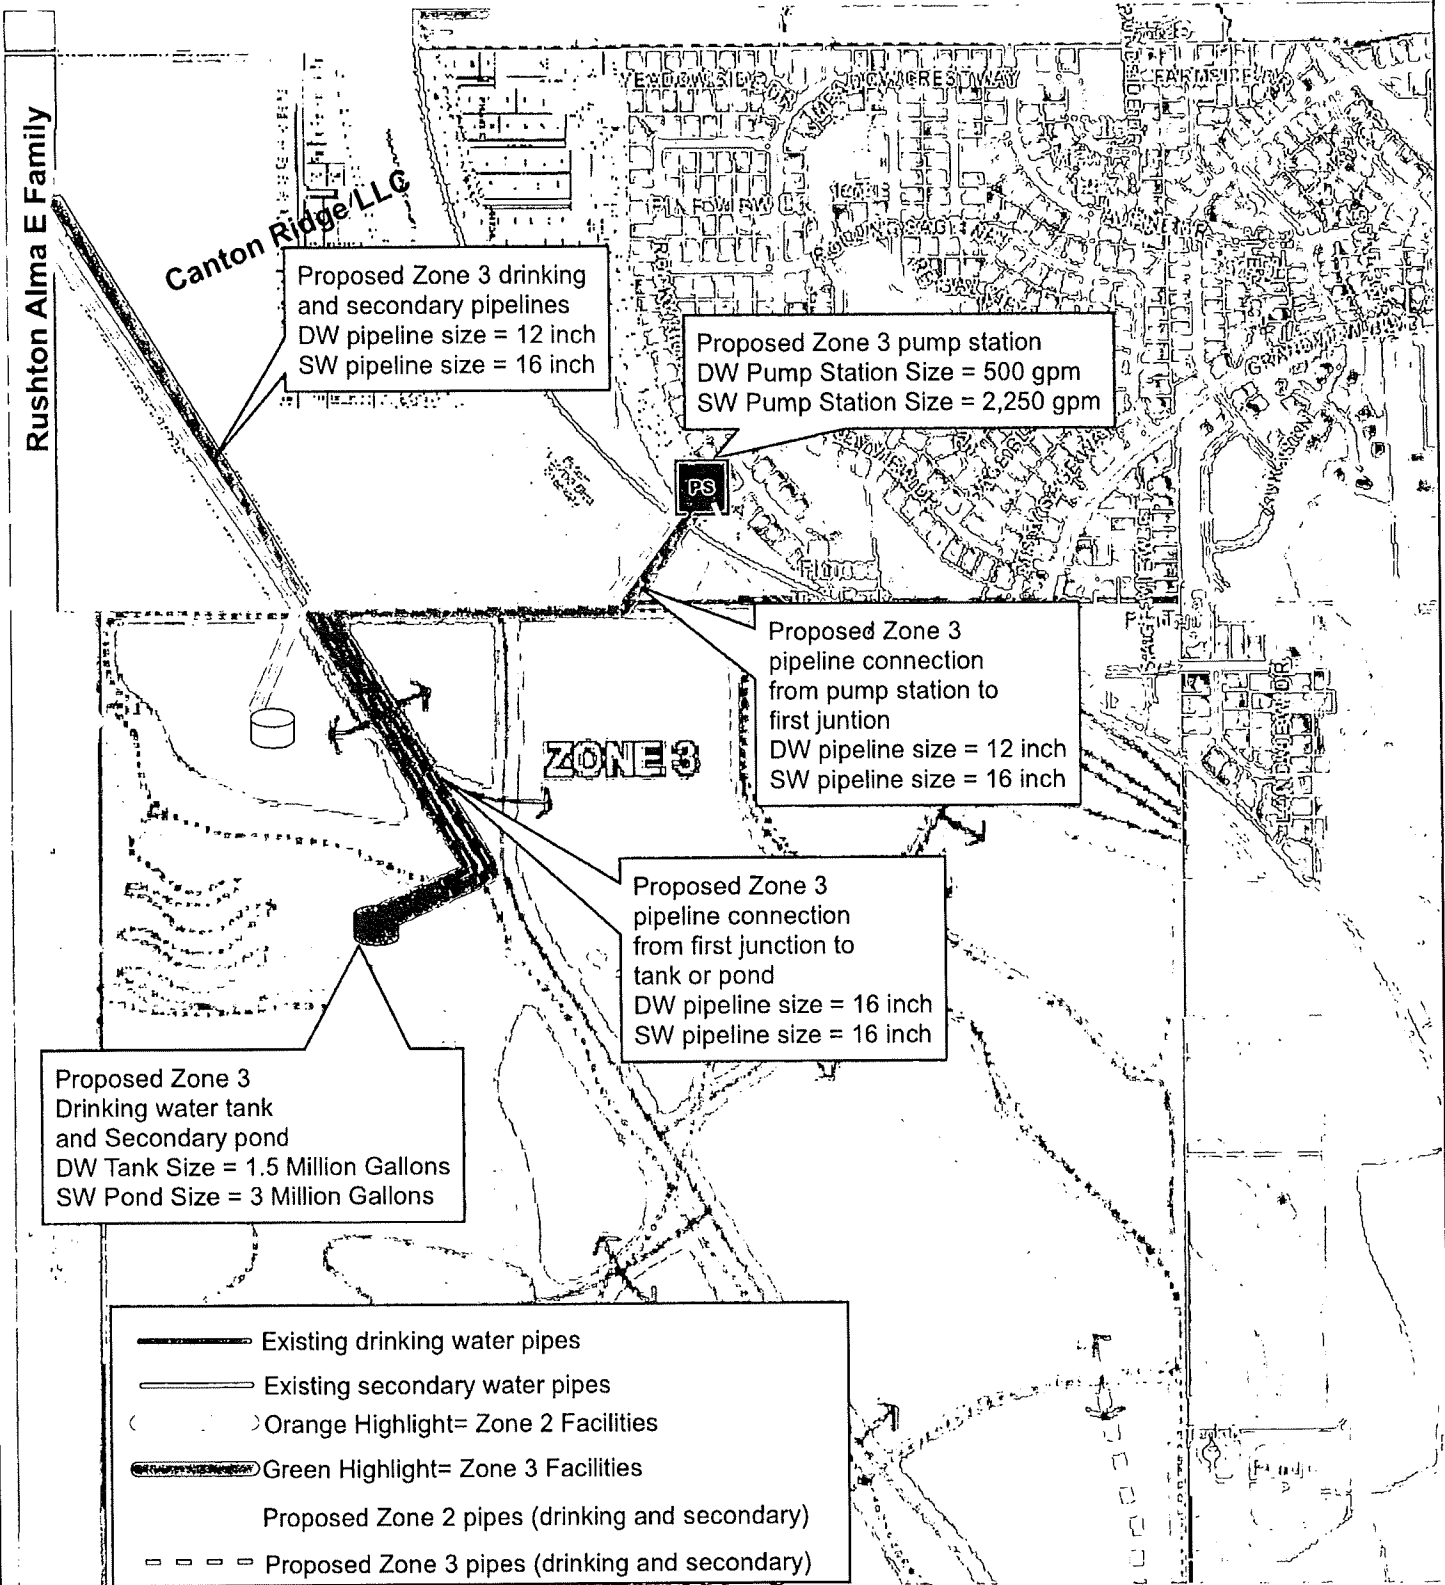 MEADOWCREST WAY
Rushton Alma E Family
Canton Ridge LLC
Proposed Zone 3 drinking
and secondary pipelines
DW pipeline size = 12 inch
SW pipeline size = 16 inch
Proposed Zone 3 pump station
DW Pump Station Size = 500 gpm
SW Pump Station Size = 2,250 gpm
PS
Proposed Zone 3
pipeline connection
from pump station to
first juntion
DW pipeline size = 12 inch
SW pipeline size = 16 inch
LANDVIEW DR
ZONE 3
Proposed Zone 3
pipeline connection
from first junction to
tank or pond
DW pipeline size = 16 inch
SW pipeline size = 16 inch
Proposed Zone 3
Drinking water tank
and Secondary pond
DW Tank Size = 1.5 Million Gallons
SW Pond Size = 3 Million Gallons
Existing drinking water pipes
Existing secondary water pipes
Orange Highlight= Zone 2 Facilities
Green Highlight= Zone 3 Facilities
Proposed Zone 2 pipes (drinking and secondary)
Proposed Zone 3 pipes (drinking and secondary)